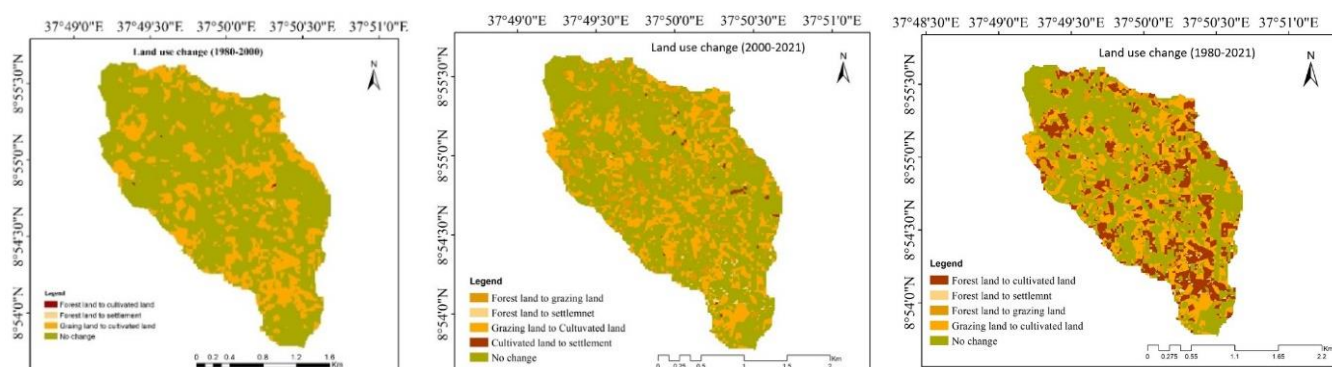 37°49'0"E 37°49'30"E 37°50'0"E 37°50'30"E 37°51'0"E
Land use change (1980-2000)
N
8°55'30"N
8°55'0"N
8°54'30"N
8°54'0"N
Legend
Forest land to cultivated land
Forest to settlement
Grazing land to cultivated land
No change
0 0.2 0.4 0.8 1.2 1.6
Km
37°49'0"E 37°49'30"E 37°50'0"E 37°50'30"E 37°51'0"E
Land use change (2000-2021)
N
8°55'30"N
8°55'0"N
8°54'30"N
8°54'0"N
Legend
Forest land to grazing land
Forest land to settlemnet
Grazing land to Cultuvated land
Cultivated land to settlement
No change
Km
0 0.25 0.5 1 1.5 2
37°48'30"E 37°49'0"E 37°49'30"E 37°50'0"E 37°50'30"E 37°51'0"E
Land use change (1980-2021)
N
8°55'30"N
8°55'0"N
8°54'30"N
8°54'0"N
Legend
Forest land to cultivated land
Forest land to settlemnt
Forest land to grazing land
Grazing land to cultivated land
No change
Km
0 0.275 0.55 1.1 1.65 2.2